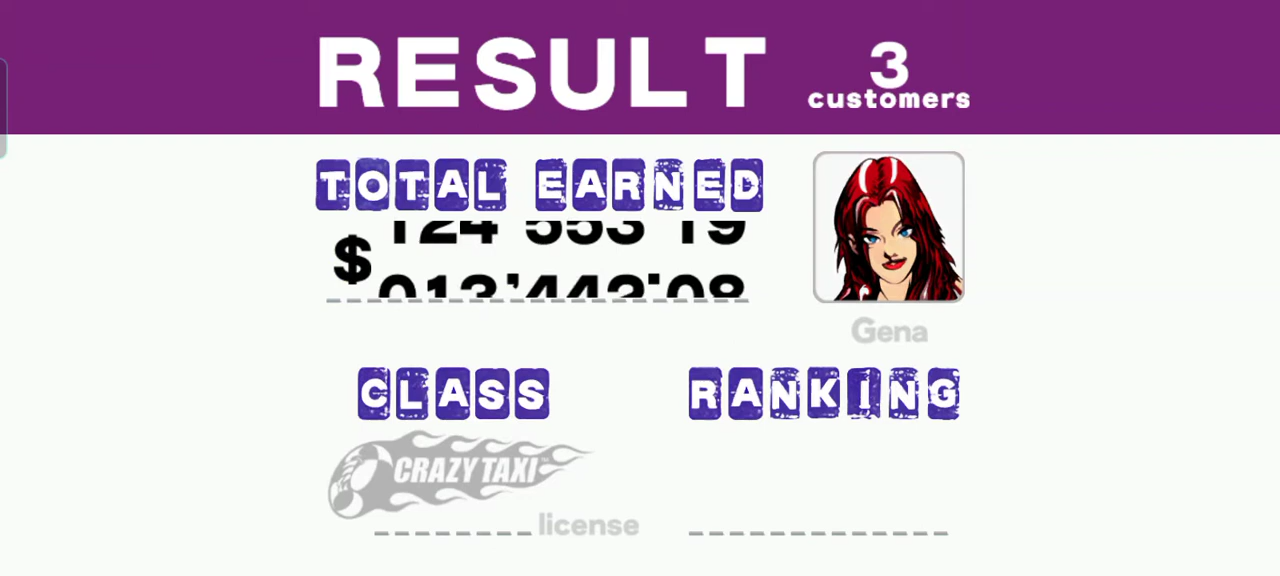 RESULT
3
customers
TOTAL EARNED
$
Gena
CLASS
RANKING
CRAZY TAXI
license